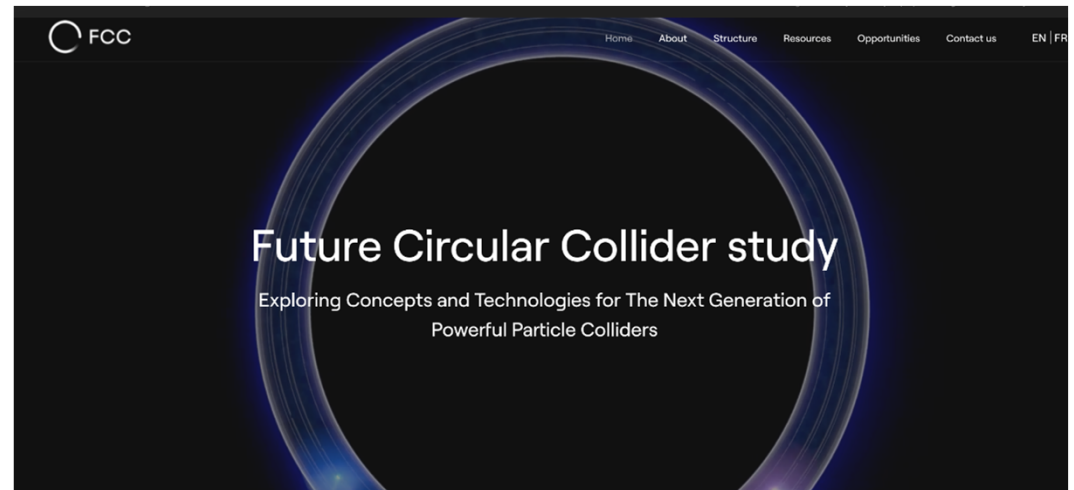 FCC
Home About Structure Resources Opportunities Contact us EN | FR
Future Circular Collider study
Exploring Concepts and Technologies for The Next Generation of
Powerful Particle Colliders